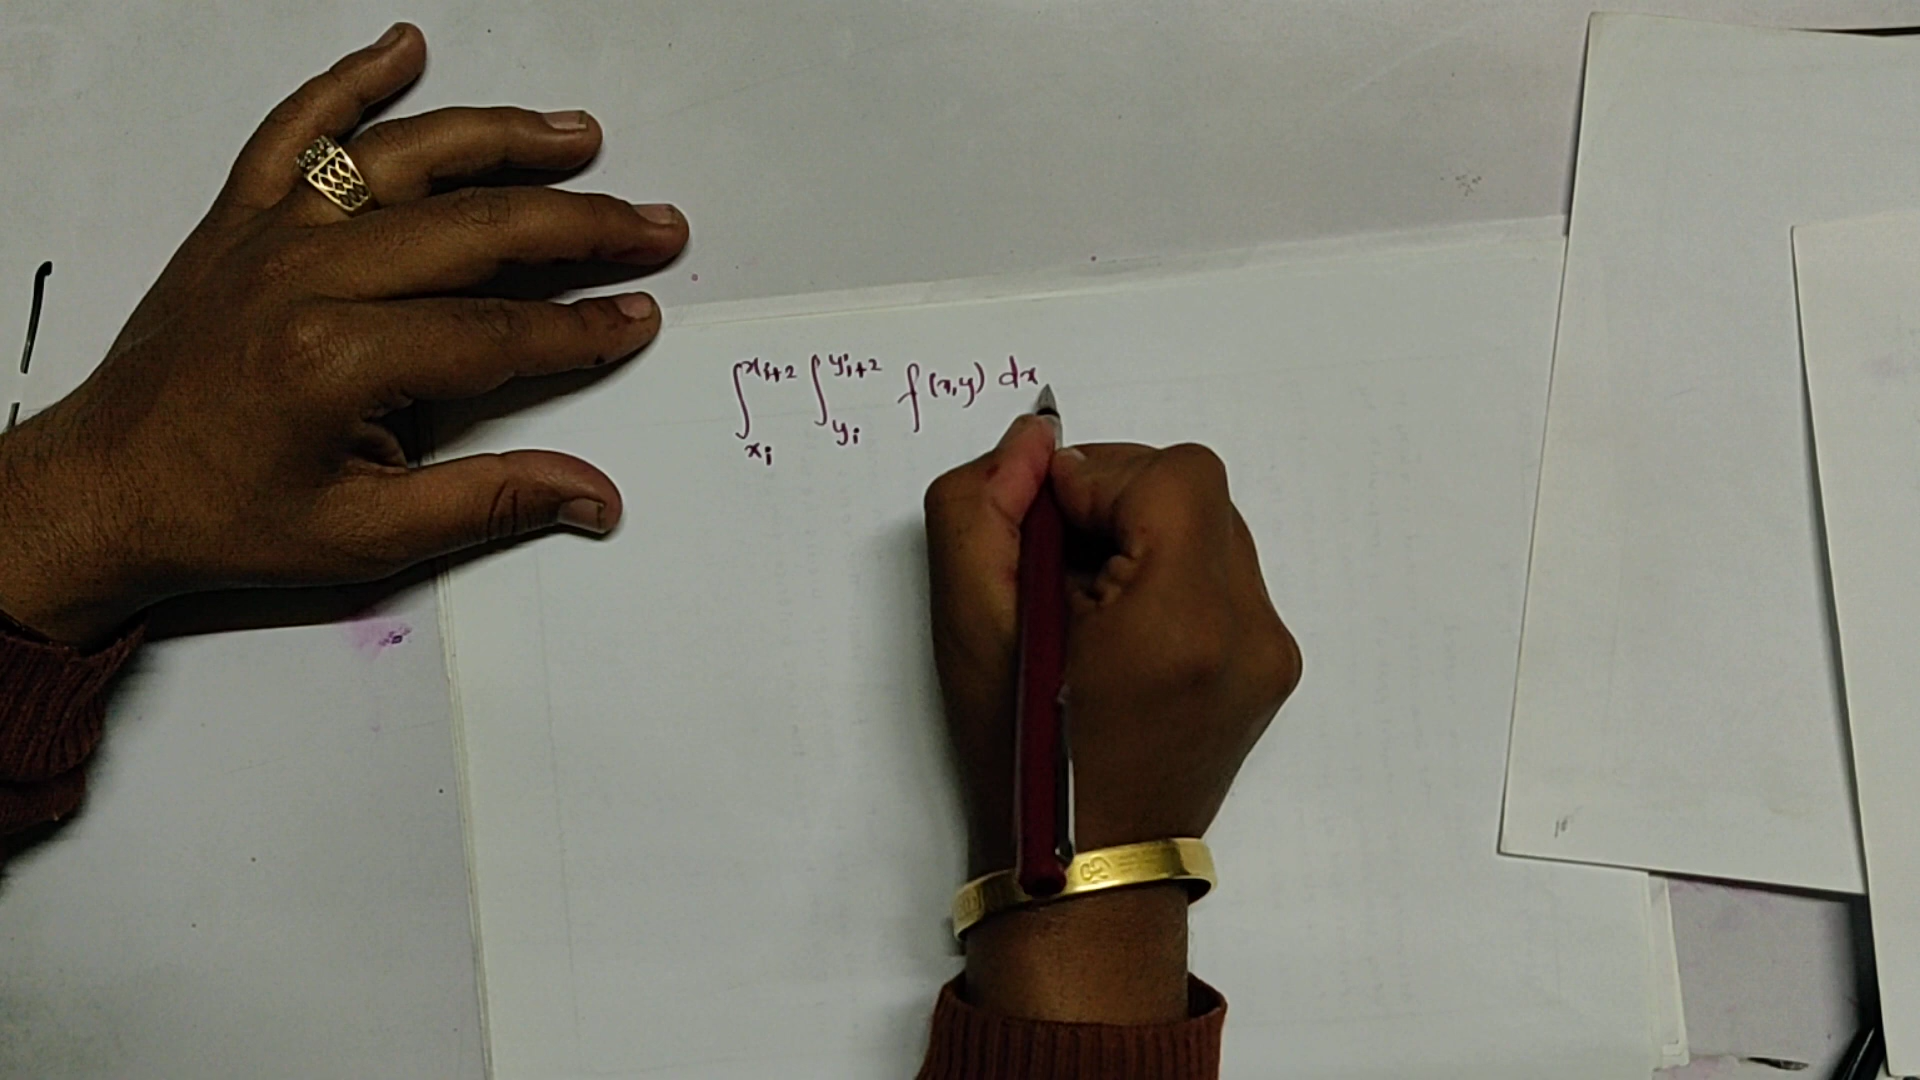 ∫_{x_i}^{x_{i+2}} ∫_{y_i}^{y_{i+2}} f(x,y) dx